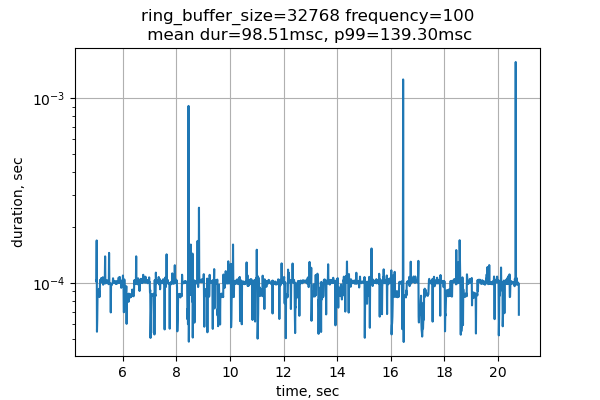 ring_buffer_size=32768 frequency=100
mean dur=98.51msc, p99=139.30msc
duration, sec
10⁻³
10⁻⁴
6 8 10 12 14 16 18 20
time, sec